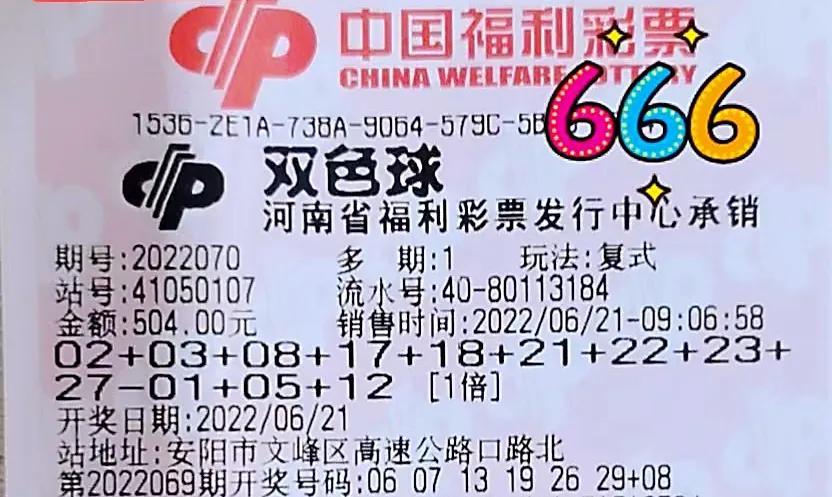 中国福利彩票
CHINA WELFARE LOTTERY
1536-2E1A-738A-9064-579C-5B
666
双色球
河南省福利彩票发行中心承销
期号:2022070 多 期:1 玩法:复式
站号:41050107 流水号:40-80113184
金额:504.00元 销售时间:2022/06/21-09:06:58
02+03+08+17+18+21+22+23+
27-01+05+12 [1倍]
开奖日期:2022/06/21
站地址:安阳市文峰区高速公路口路北
第2022069期开奖号码:06 07 13 19 26 29+08